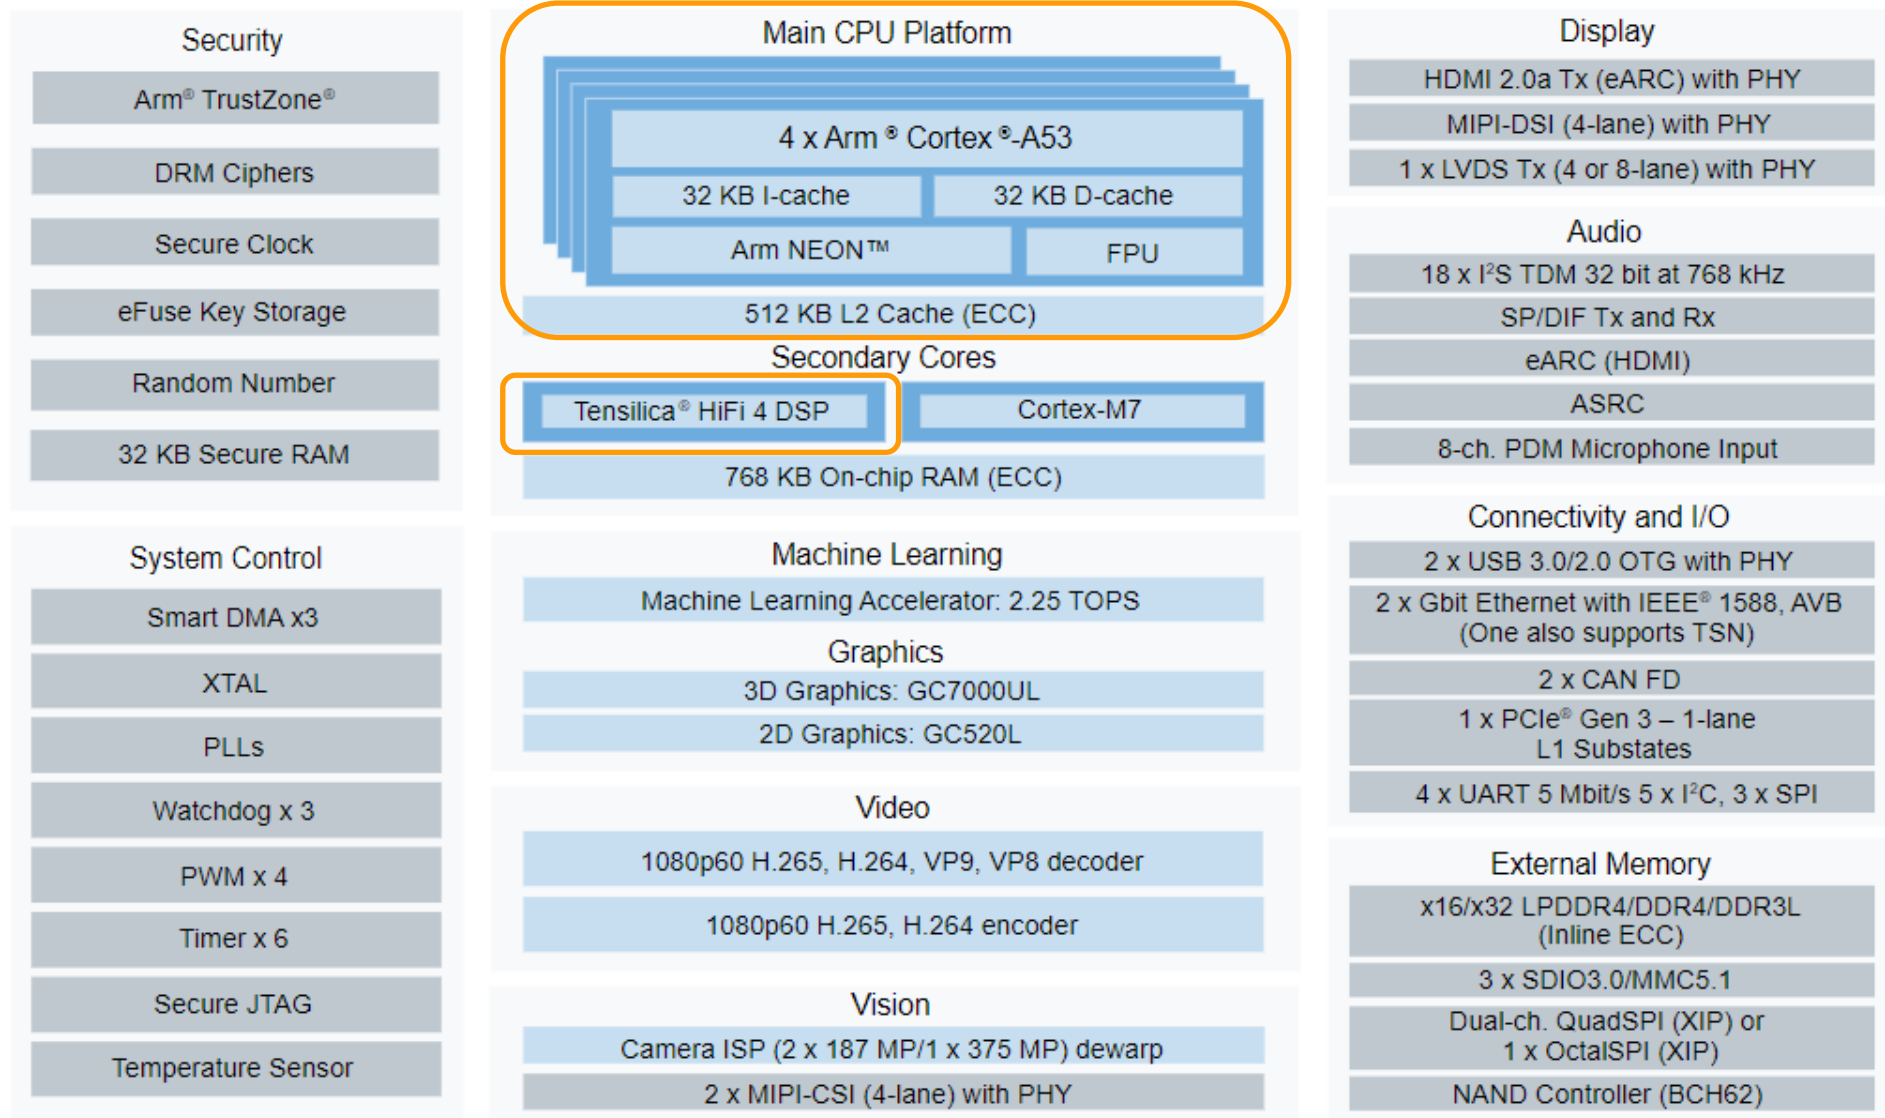 Security
Arm® TrustZone®
DRM Ciphers
Secure Clock
eFuse Key Storage
Random Number
32 KB Secure RAM
System Control
Smart DMA x3
XTAL
PLLs
Watchdog x 3
PWM x 4
Timer x 6
Secure JTAG
Temperature Sensor
Main CPU Platform
4 x Arm ® Cortex ®-A53
32 KB I-cache
32 KB D-cache
Arm NEON™
FPU
512 KB L2 Cache (ECC)
Secondary Cores
Tensilica® HiFi 4 DSP
Cortex-M7
768 KB On-chip RAM (ECC)
Machine Learning
Machine Learning Accelerator: 2.25 TOPS
Graphics
3D Graphics: GC7000UL
2D Graphics: GC520L
Video
1080p60 H.265, H.264, VP9, VP8 decoder
1080p60 H.265, H.264 encoder
Vision
Camera ISP (2 x 187 MP/1 x 375 MP) dewarp
2 x MIPI-CSI (4-lane) with PHY
Display
HDMI 2.0a Tx (eARC) with PHY
MIPI-DSI (4-lane) with PHY
1 x LVDS Tx (4 or 8-lane) with PHY
Audio
18 x I²S TDM 32 bit at 768 kHz
SP/DIF Tx and Rx
eARC (HDMI)
ASRC
8-ch. PDM Microphone Input
Connectivity and I/O
2 x USB 3.0/2.0 OTG with PHY
2 x Gbit Ethernet with IEEE® 1588, AVB
(One also supports TSN)
2 x CAN FD
1 x PCIe® Gen 3 – 1-lane
L1 Substates
4 x UART 5 Mbit/s 5 x I²C, 3 x SPI
External Memory
x16/x32 LPDDR4/DDR4/DDR3L
(Inline ECC)
3 x SDIO3.0/MMC5.1
Dual-ch. QuadSPI (XIP) or
1 x OctalSPI (XIP)
NAND Controller (BCH62)